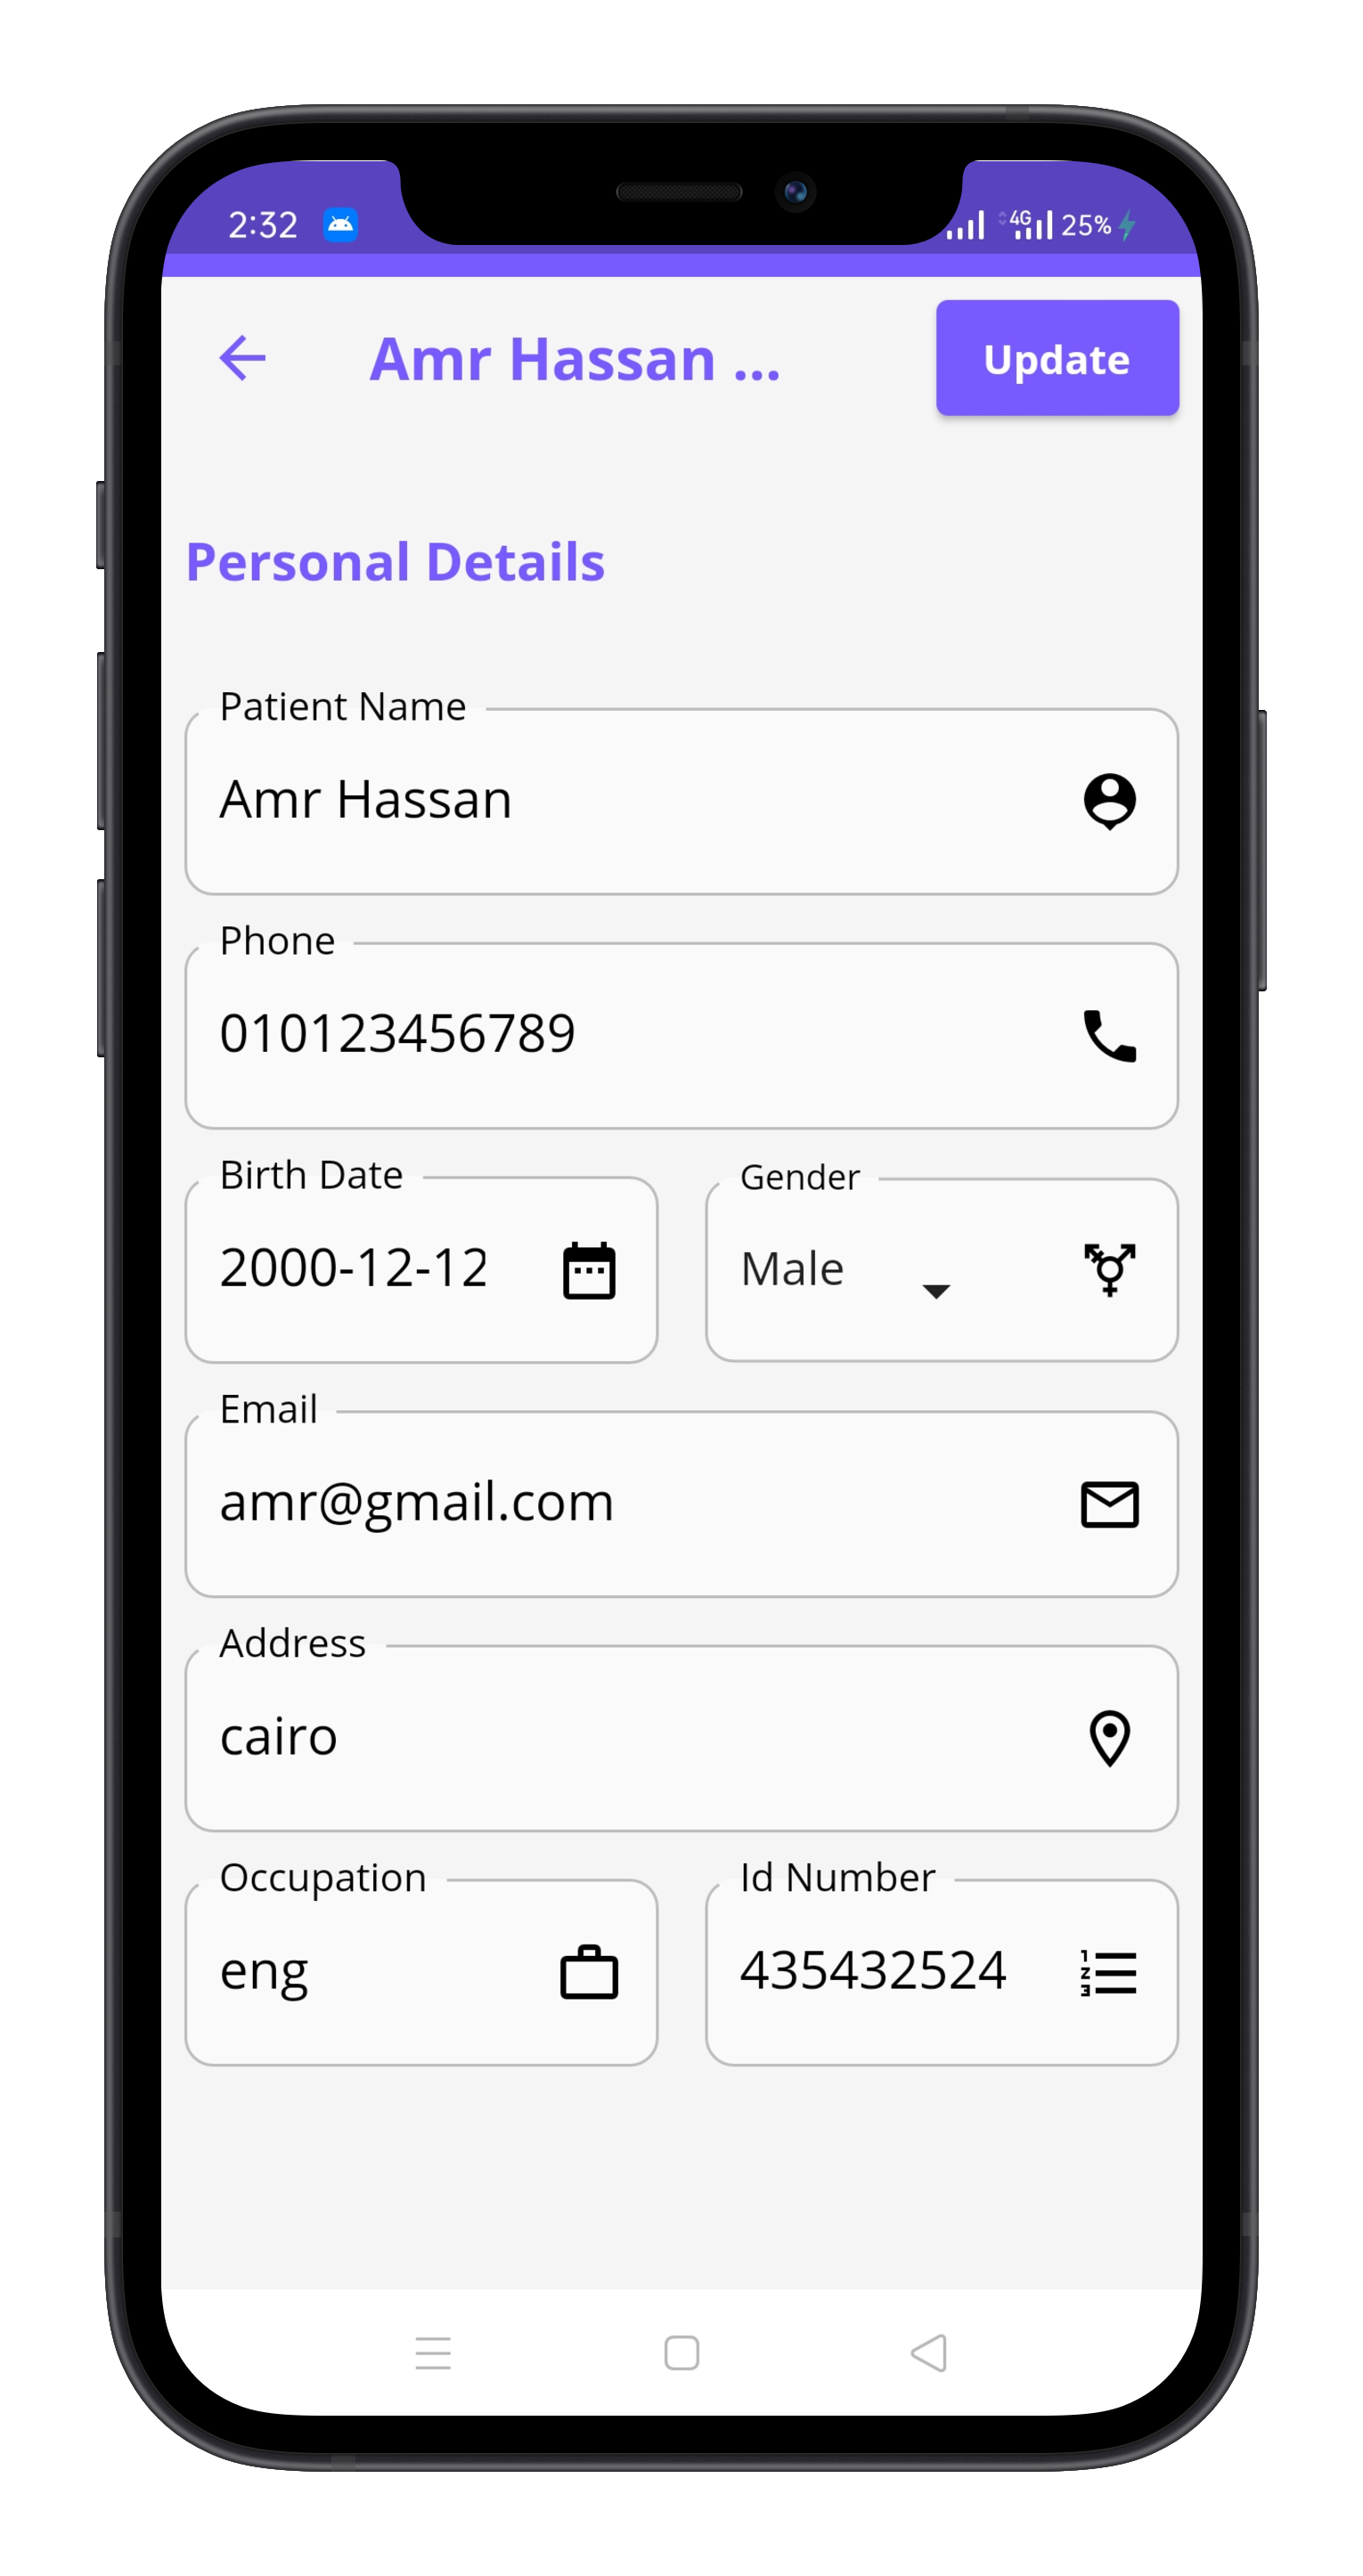 2:32 4G 25%
Amr Hassan ... Update
Personal Details
Patient Name
Amr Hassan
Phone
010123456789
Birth Date Gender
2000-12-12 Male
Email
amr@gmail.com
Address
cairo
Occupation Id Number
eng 435432524